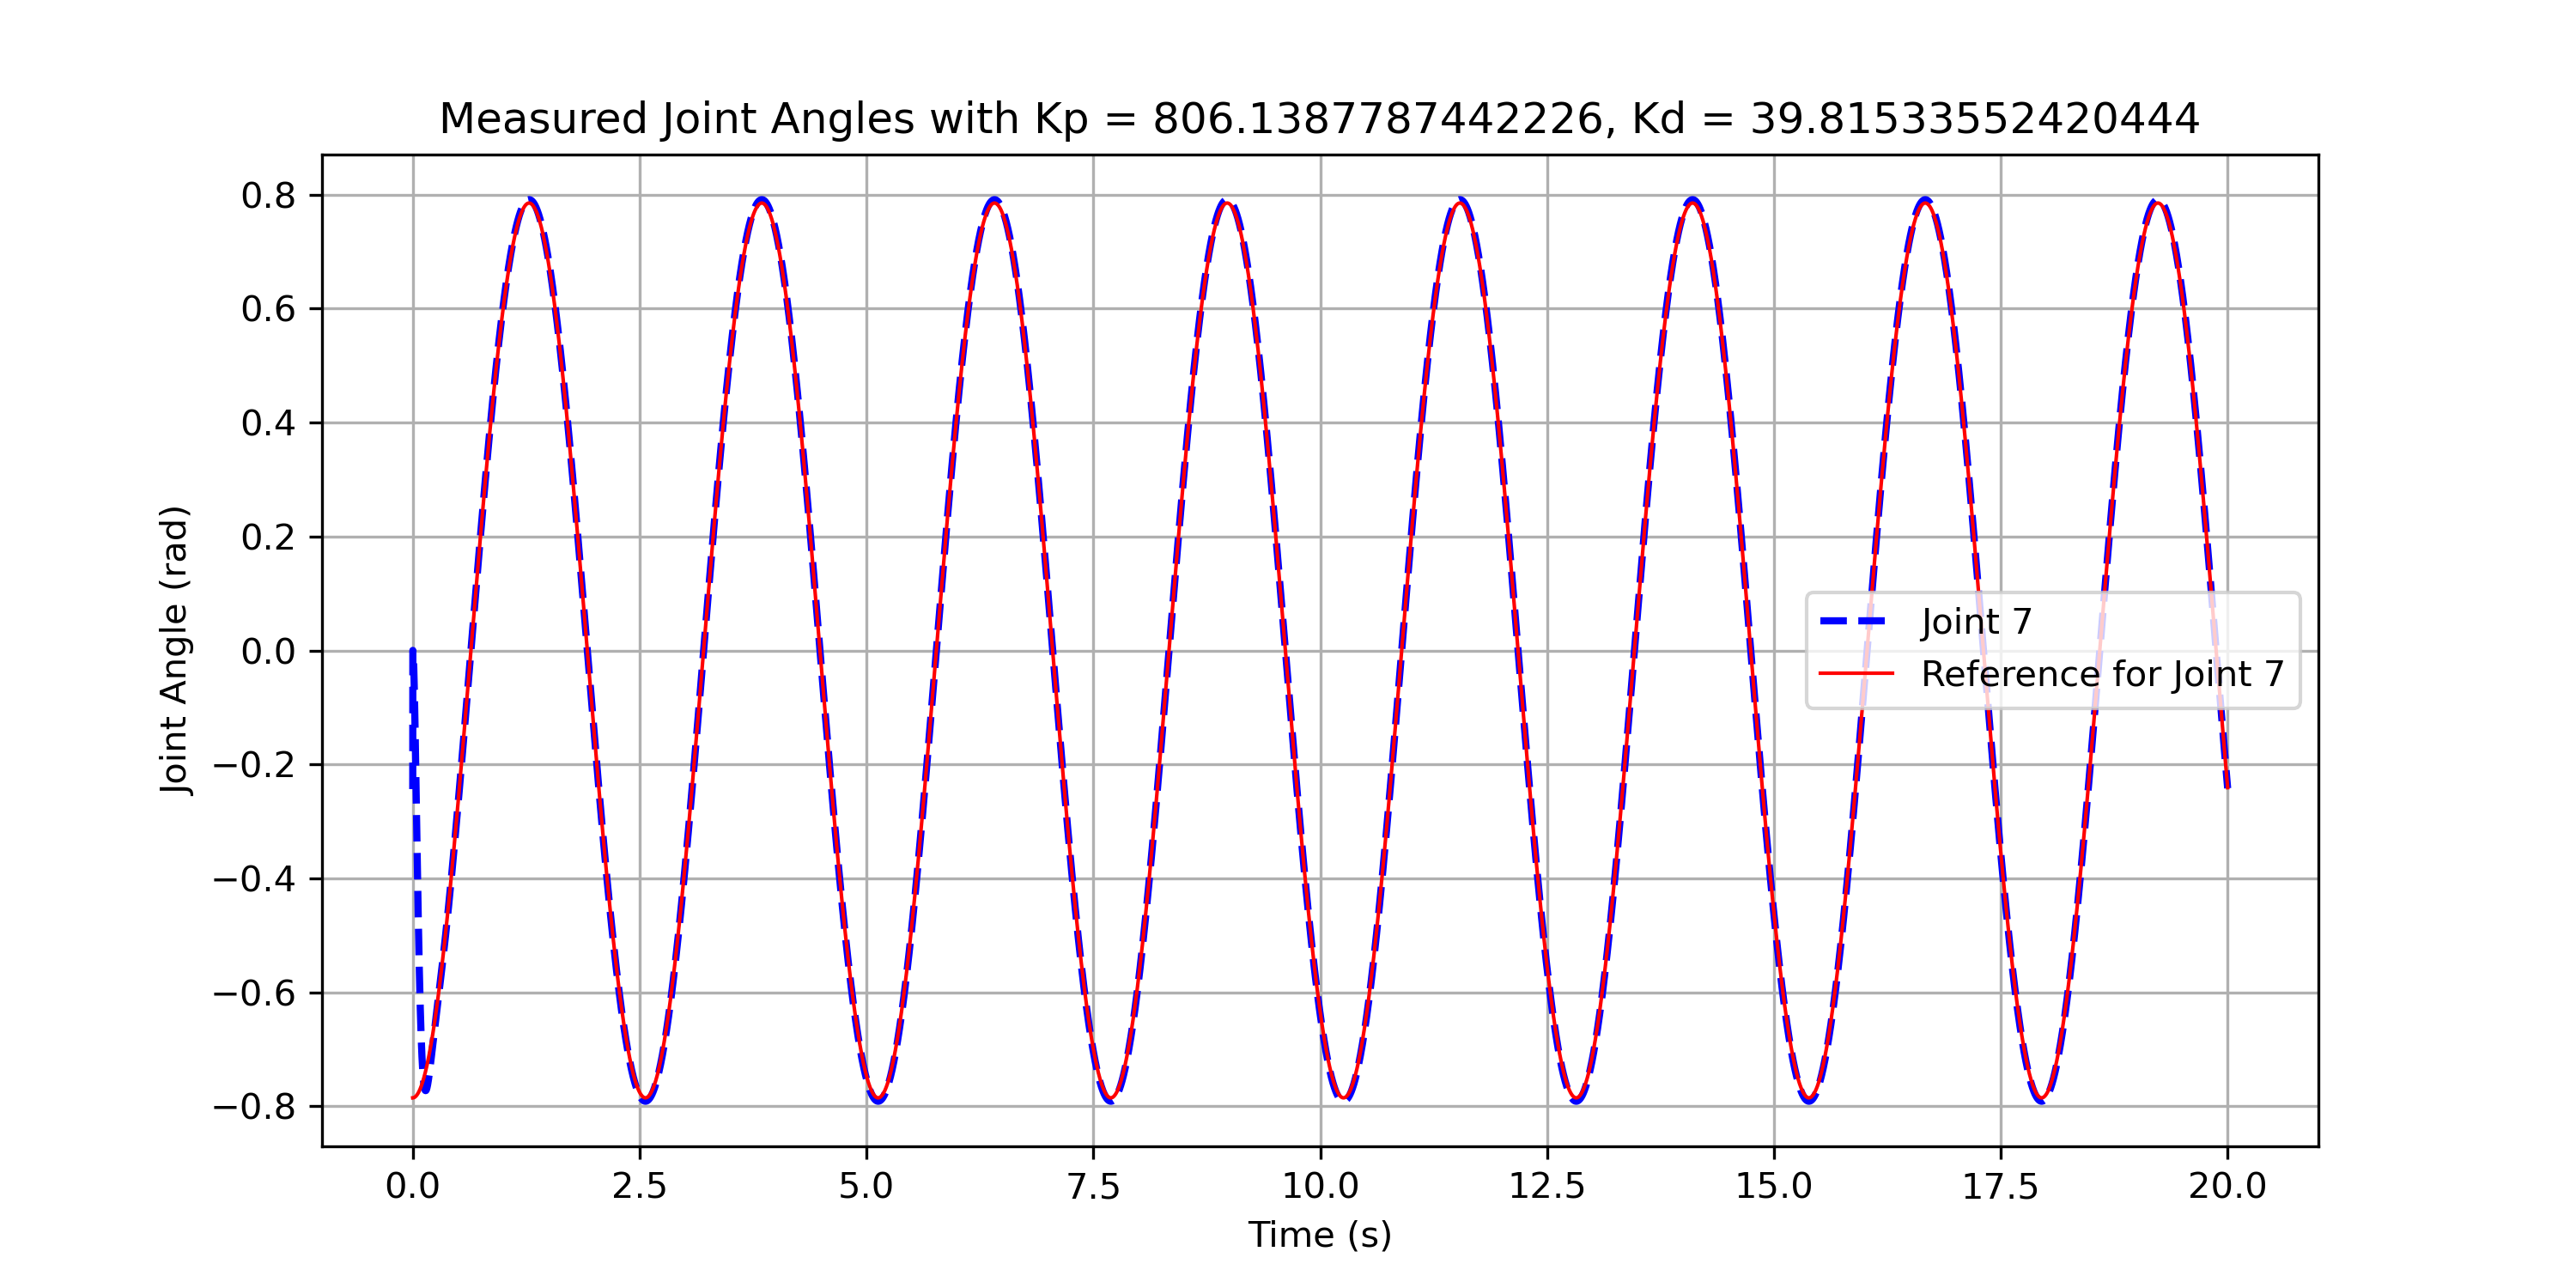 Measured Joint Angles with Kp = 806.1387787442226, Kd = 39.81533552420444
0.8
0.6
0.4
0.2
0.0
−0.2
−0.4
−0.6
−0.8
Joint Angle (rad)
Joint 7
Reference for Joint 7
0.0 2.5 5.0 7.5 10.0 12.5 15.0 17.5 20.0
Time (s)